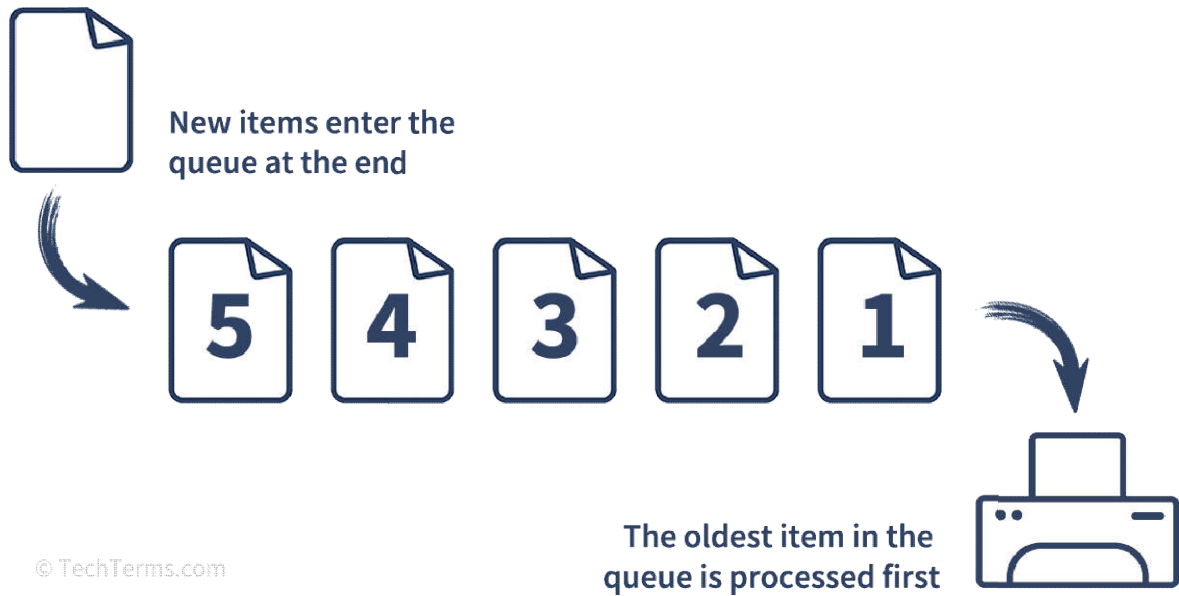 New items enter the
queue at the end
5 4 3 2 1
The oldest item in the
queue is processed first
© TechTerms.com